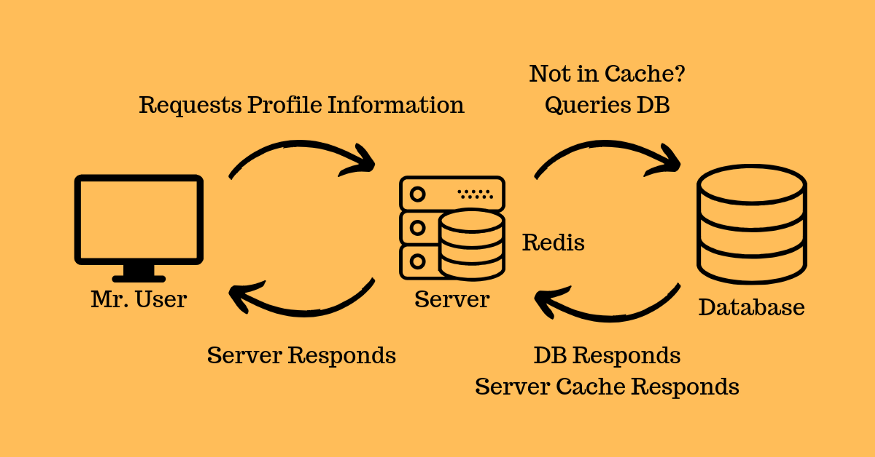 Not in Cache?
Requests Profile Information
Queries DB
Redis
Mr. User
Server
Database
Server Responds
DB Responds
Server Cache Responds